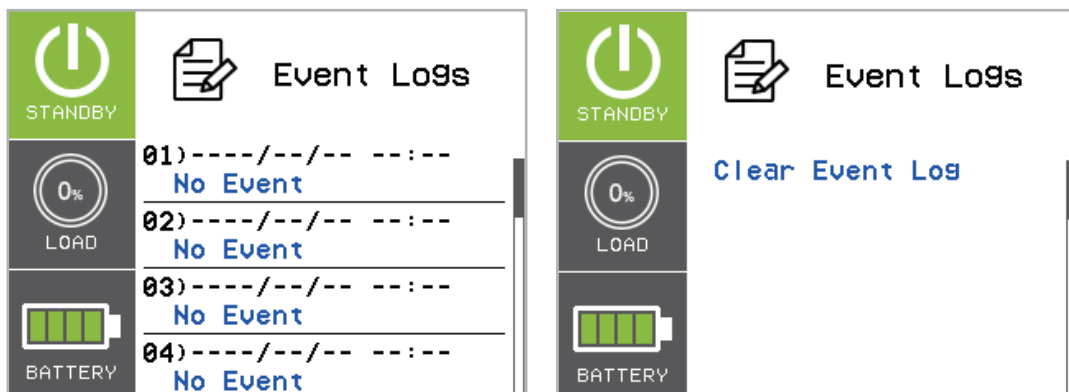 STANDBY
Event Logs
0%
LOAD
BATTERY
01)----/--/-- --:--
No Event
02)----/--/-- --:--
No Event
03)----/--/-- --:--
No Event
04)----/--/-- --:--
No Event
STANDBY
Event Logs
0%
LOAD
BATTERY
Clear Event Log